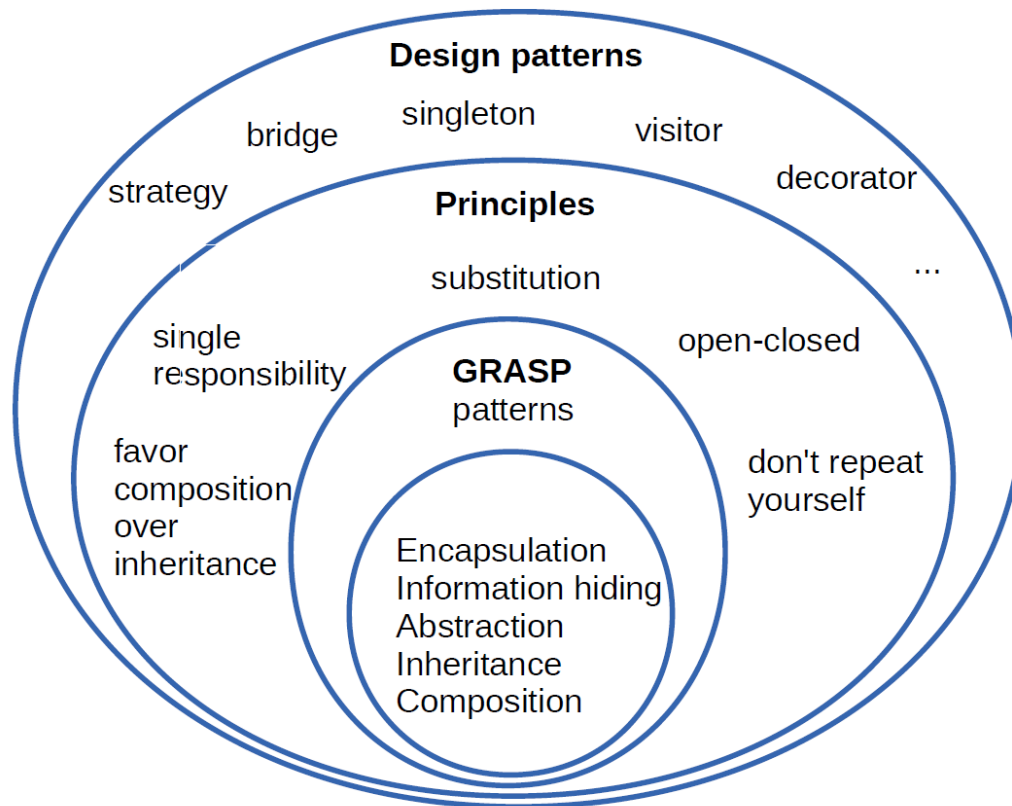 Design patterns
singleton
bridge
visitor
strategy
decorator
Principles
...
substitution
single
responsibility
open-closed
GRASP
patterns
favor
composition
over
inheritance
don't repeat
yourself
Encapsulation
Information hiding
Abstraction
Inheritance
Composition